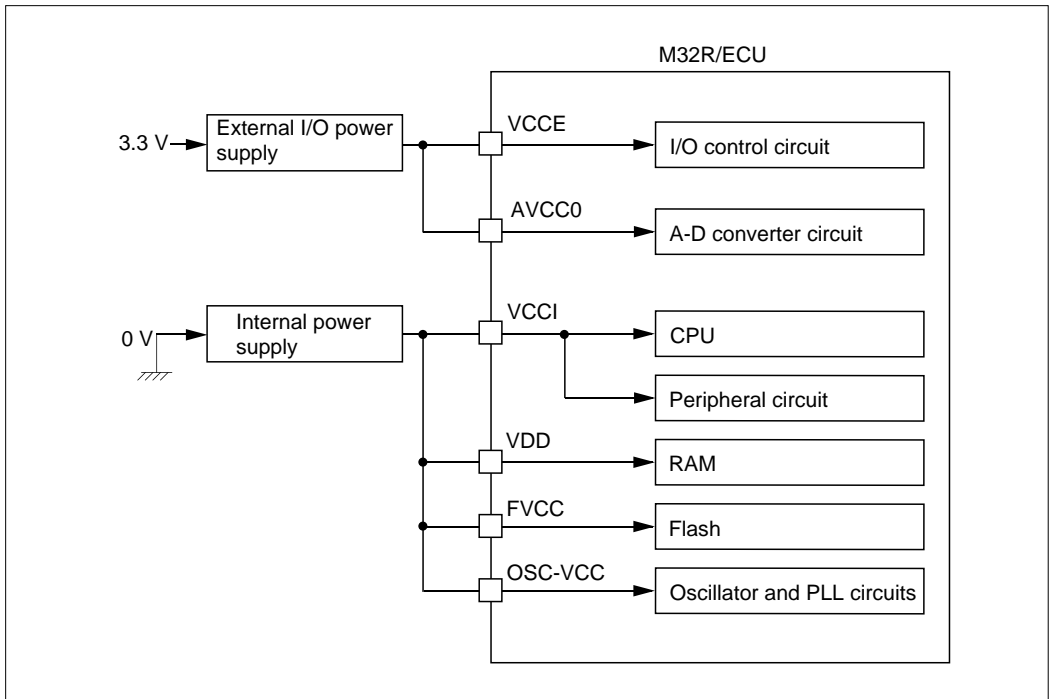 M32R/ECU
3.3 V
External I/O power
supply
VCCE
I/O control circuit
AVCC0
A-D converter circuit
0 V
Internal power
supply
VCCI
CPU
Peripheral circuit
VDD
RAM
FVCC
Flash
OSC-VCC
Oscillator and PLL circuits